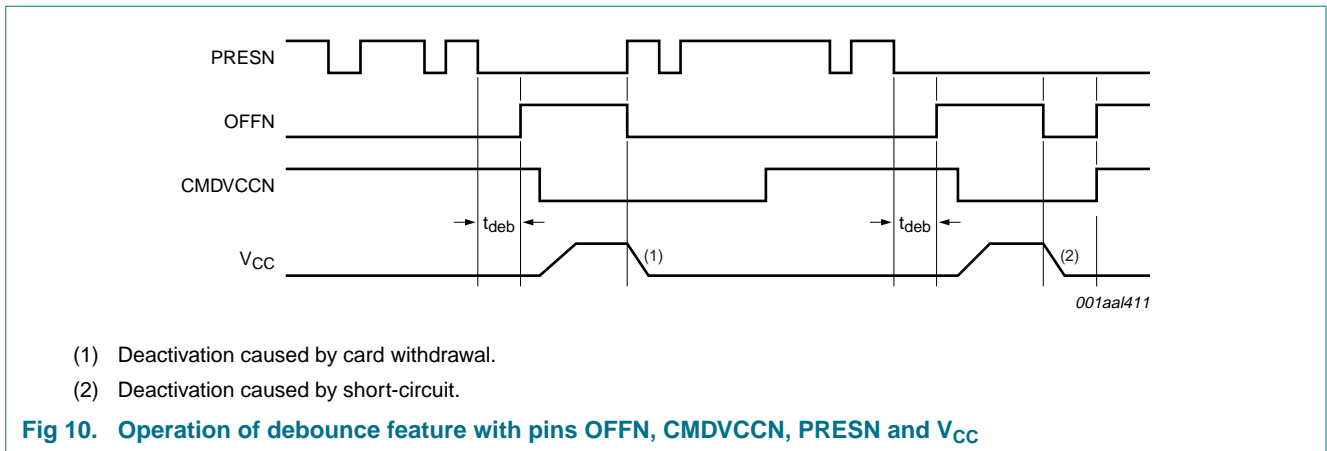 PRESN
OFFN
CMDVCCN
tdeb
tdeb
VCC
(1)
(2)
001aal411
(1) Deactivation caused by card withdrawal.
(2) Deactivation caused by short-circuit.
Fig 10. Operation of debounce feature with pins OFFN, CMDVCCN, PRESN and VCC